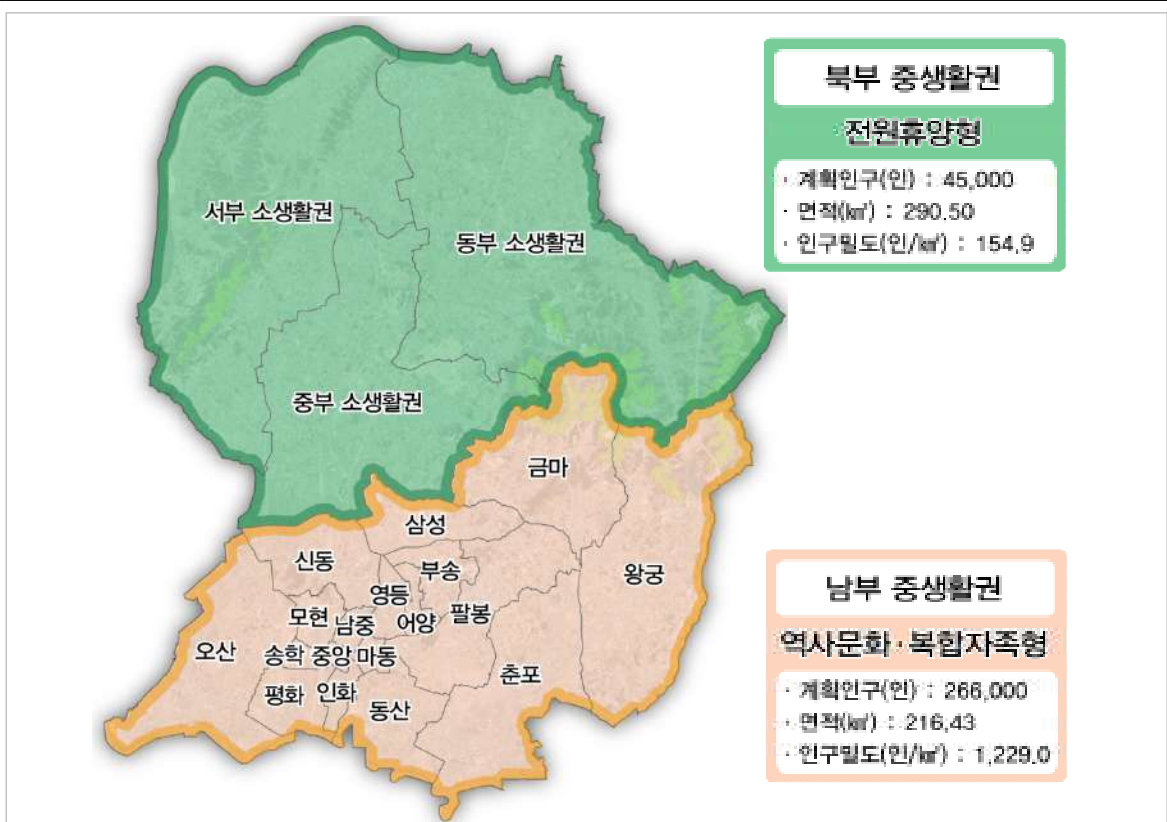 북부 중생활권
전원휴양형
· 계획인구(인) : 45,000
· 면적(㎢) : 290.50
· 인구밀도(인/㎢) : 154.9
서부 소생활권
동부 소생활권
중부 소생활권
금마
삼성
신동
부송
왕궁
영등
모현 남중 어양 팔봉
오산
송학 중앙 마동
춘포
평화 인화
동산
남부 중생활권
역사문화·복합자족형
· 계획인구(인) : 266,000
· 면적(㎢) : 216.43
· 인구밀도(인/㎢) : 1,229.0